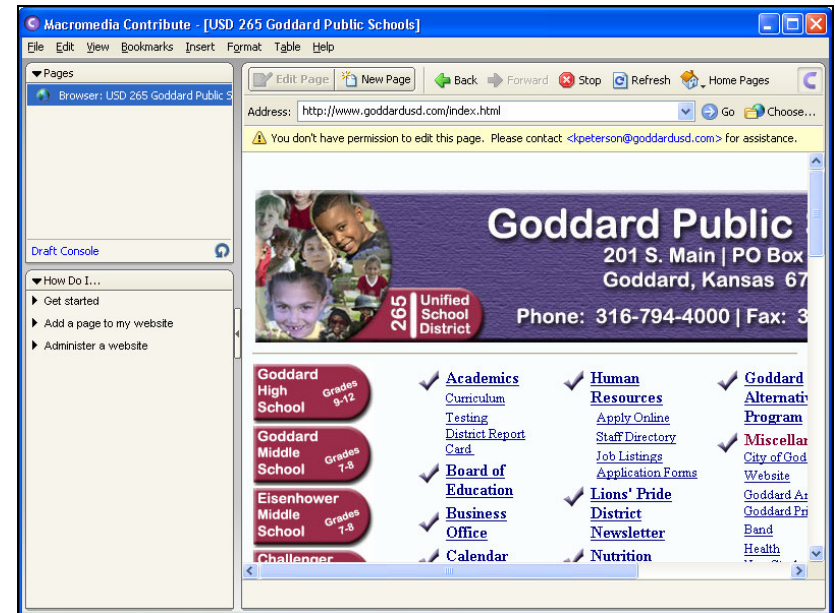 Macromedia Contribute - [USD 265 Goddard Public Schools]
File Edit View Bookmarks Insert Format Table Help
Pages
Browser: USD 265 Goddard Public S
Draft Console
How Do I...
Get started
Add a page to my website
Administer a website
Edit Page New Page Back Forward Stop Refresh Home Pages
Address: http://www.goddardusd.com/index.html Go Choose...
You don't have permission to edit this page. Please contact <kpeterson@goddardusd.com> for assistance.
Goddard Public
201 S. Main | PO Box
Goddard, Kansas 67
Phone: 316-794-4000 | Fax: 3
265 Unified
School
District
Goddard
High
School
Grades
9-12
Goddard
Middle
School
Grades
7-8
Eisenhower
Middle
School
Grades
7-8
Challenger
Academics
Curriculum
Testing
District Report
Card
Board of
Education
Business
Office
Calendar
Human
Resources
Apply Online
Staff Directory
Job Listings
Application Forms
Lions' Pride
District
Newsletter
Nutrition
Goddard
Alternativ
Program
Miscellar
City of God
Website
Goddard Ar
Goddard Pri
Band
Health